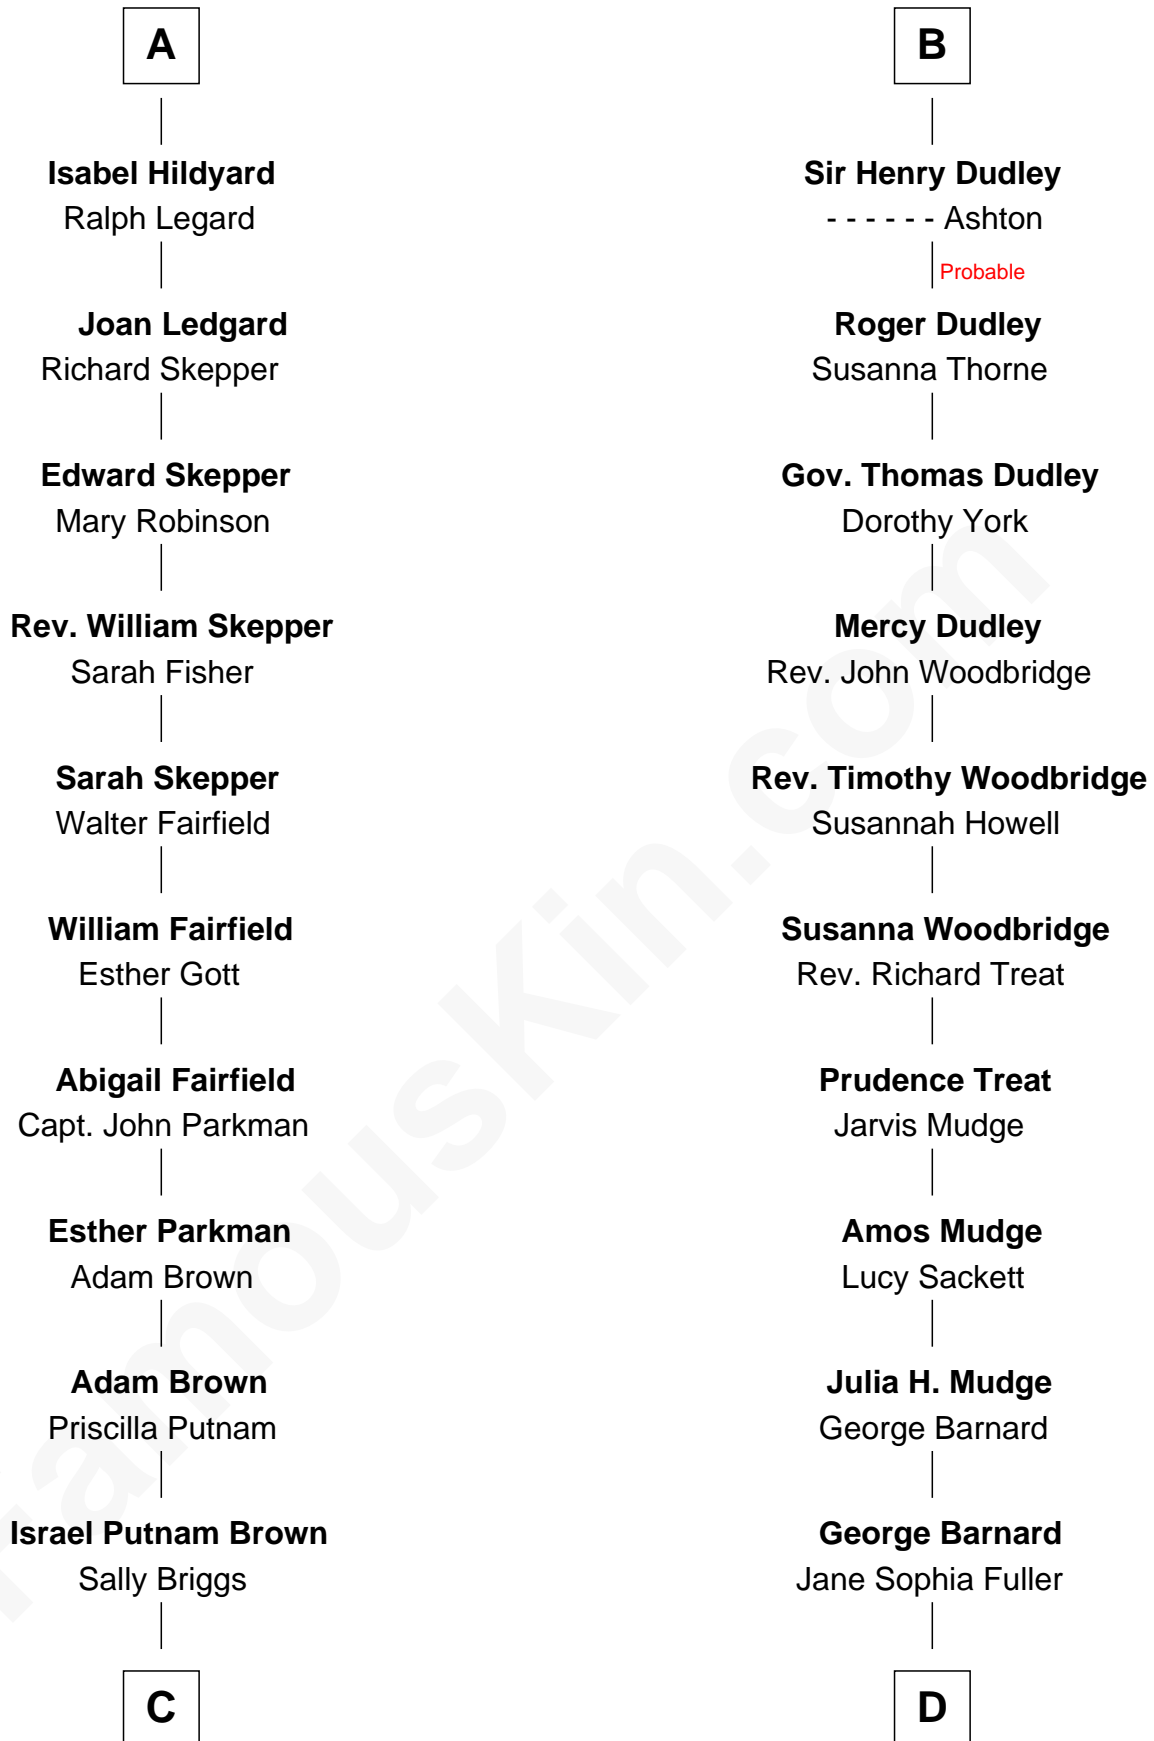 A
Isabel Hildyard
Ralph Legard
Joan Ledgard
Richard Skepper
Edward Skepper
Mary Robinson
Rev. William Skepper
Sarah Fisher
Sarah Skepper
Walter Fairfield
William Fairfield
Esther Gott
Abigail Fairfield
Capt. John Parkman
Esther Parkman
Adam Brown
Adam Brown
Priscilla Putnam
Israel Putnam Brown
Sally Briggs
C
B
Sir Henry Dudley
- - - - - - Ashton
Probable
Roger Dudley
Susanna Thorne
Gov. Thomas Dudley
Dorothy York
Mercy Dudley
Rev. John Woodbridge
Rev. Timothy Woodbridge
Susannah Howell
Susanna Woodbridge
Rev. Richard Treat
Prudence Treat
Jarvis Mudge
Amos Mudge
Lucy Sackett
Julia H. Mudge
George Barnard
George Barnard
Jane Sophia Fuller
D
FamousKin.com